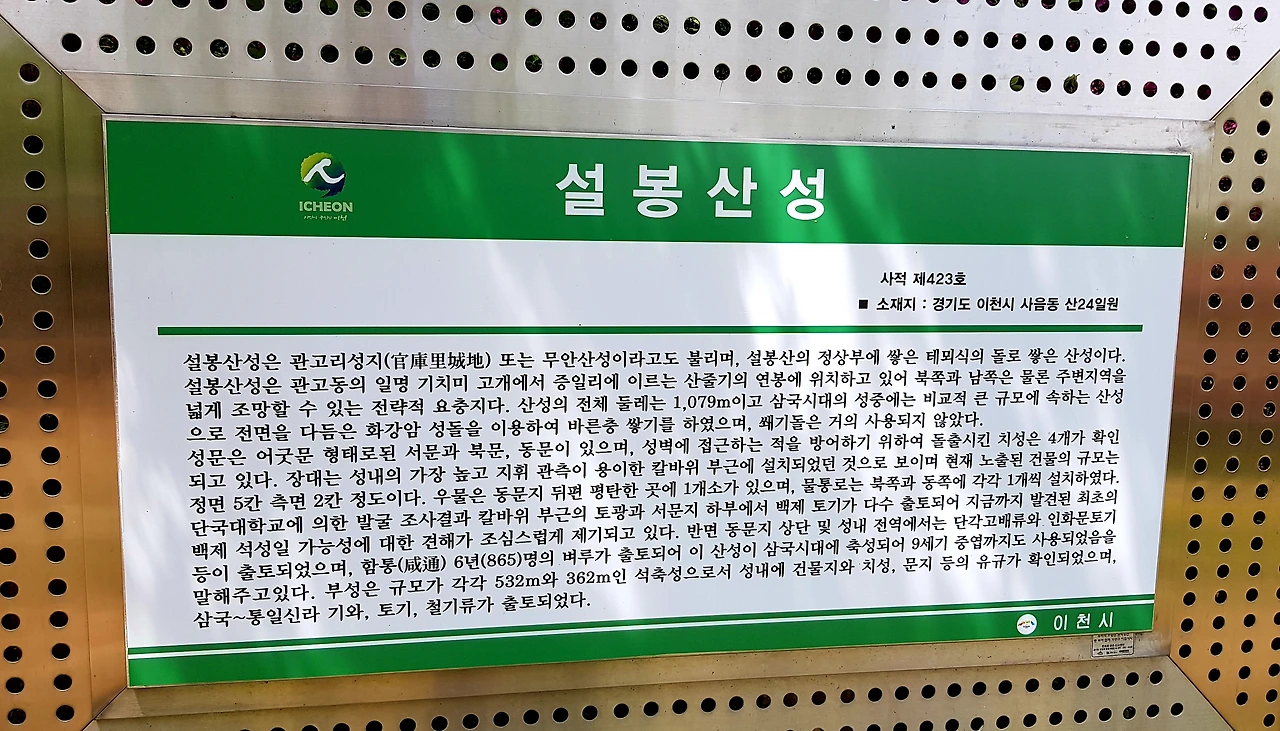 설봉산성
ICHEON
사적 제423호
■ 소재지 : 경기도 이천시 사음동 산24일원
설봉산성은 관고리성지(官庫里城地) 또는 무안산성이라고도 불리며, 설봉산의 정상부에 쌓은 테뫼식의 돌로 쌓은 산성이다.
설봉산성은 관고동의 일명 기치미 고개에서 중일리에 이르는 산줄기의 연봉에 위치하고 있어 북쪽과 남쪽은 물론 주변지역을
넓게 조망할 수 있는 전략적 요충지다. 산성의 전체 둘레는 1,079m이고 삼국시대의 성중에는 비교적 큰 규모에 속하는 산성
으로 전면을 다듬은 화강암 성돌을 이용하여 바른층 쌓기를 하였으며, 쐐기돌은 거의 사용되지 않았다.
성문은 어긋문 형태로된 서문과 북문, 동문이 있으며, 성벽에 접근하는 적을 방어하기 위하여 돌출시킨 치성은 4개가 확인
되고 있다. 장대는 성내의 가장 높고 지휘 관측이 용이한 칼바위 부근에 설치되었던 것으로 보이며 현재 노출된 건물의 규모는
정면 5칸 측면 2칸 정도이다. 우물은 동문지 뒤편 평탄한 곳에 1개소가 있으며, 물통로는 북쪽과 동쪽에 각각 1개씩 설치하였다.
단국대학교에 의한 발굴 조사결과 칼바위 부근의 토광과 서문지 하부에서 백제 토기가 다수 출토되어 지금까지 발견된 최초의
백제 석성일 가능성에 대한 견해가 조심스럽게 제기되고 있다. 반면 동문지 상단 및 성내 전역에서는 단각고배류와 인화문토기
등이 출토되었으며, 함통(咸通) 6년(865)명의 벼루가 출토되어 이 산성이 삼국시대에 축성되어 9세기 중엽까지도 사용되었음을
말해주고있다. 부성은 규모가 각각 532m와 362m인 석축성으로서 성내에 건물지와 치성, 문지 등의 유규가 확인되었으며,
삼국~통일신라 기와, 토기, 철기류가 출토되었다.
이천시